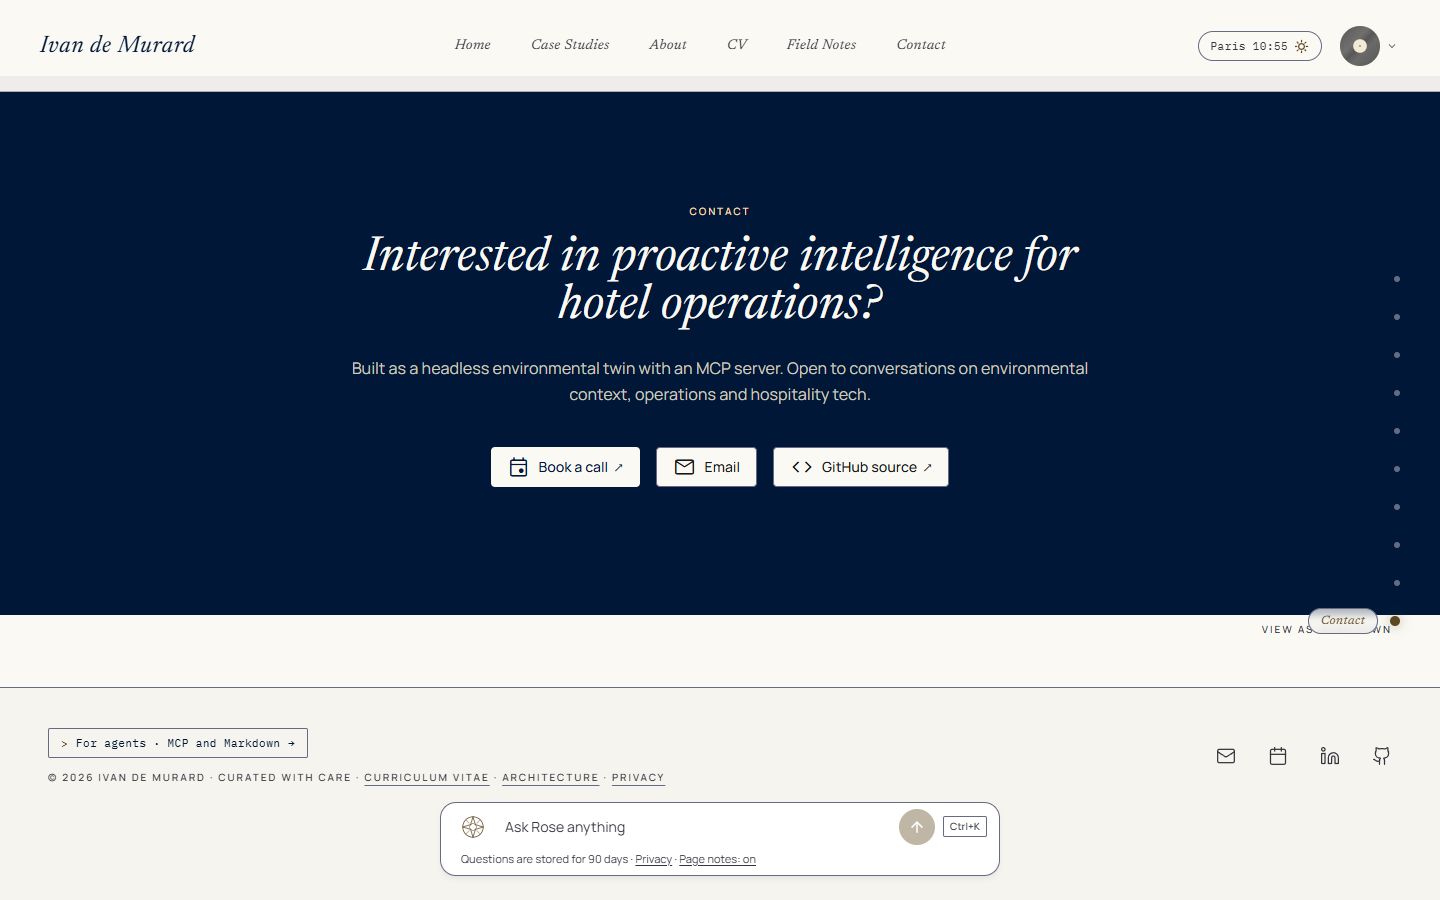 Ivan de Murard
Home Case Studies About CV Field Notes Contact
Paris 10:55
CONTACT
Interested in proactive intelligence for
hotel operations?
Built as a headless environmental twin with an MCP server. Open to conversations on environmental
context, operations and hospitality tech.
Book a call ↗ Email GitHub source ↗
Contact
VIEW AS WN
> For agents · MCP and Markdown →
© 2026 IVAN DE MURARD · CURATED WITH CARE · CURRICULUM VITAE · ARCHITECTURE · PRIVACY
Ask Rose anything
Ctrl+K
Questions are stored for 90 days · Privacy · Page notes: on